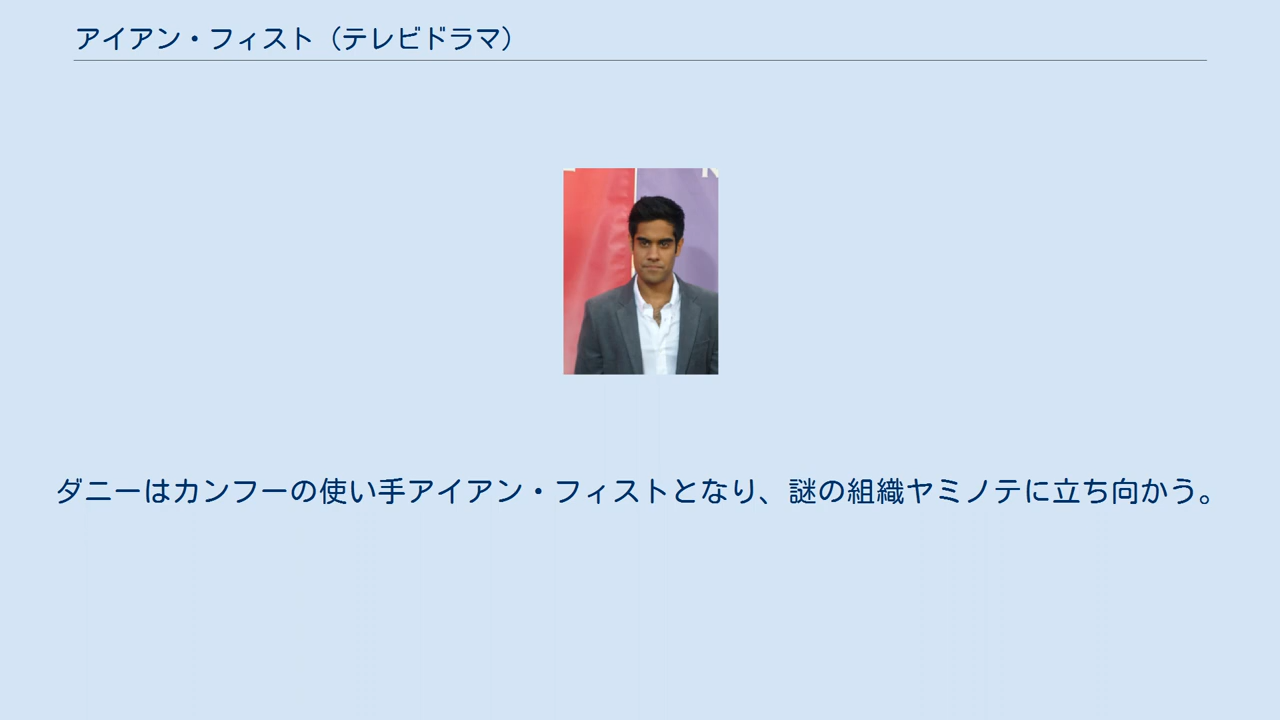 アイアン・フィスト（テレビドラマ）
ダニーはカンフーの使い手アイアン・フィストとなり、謎の組織ヤミノテに立ち向かう。